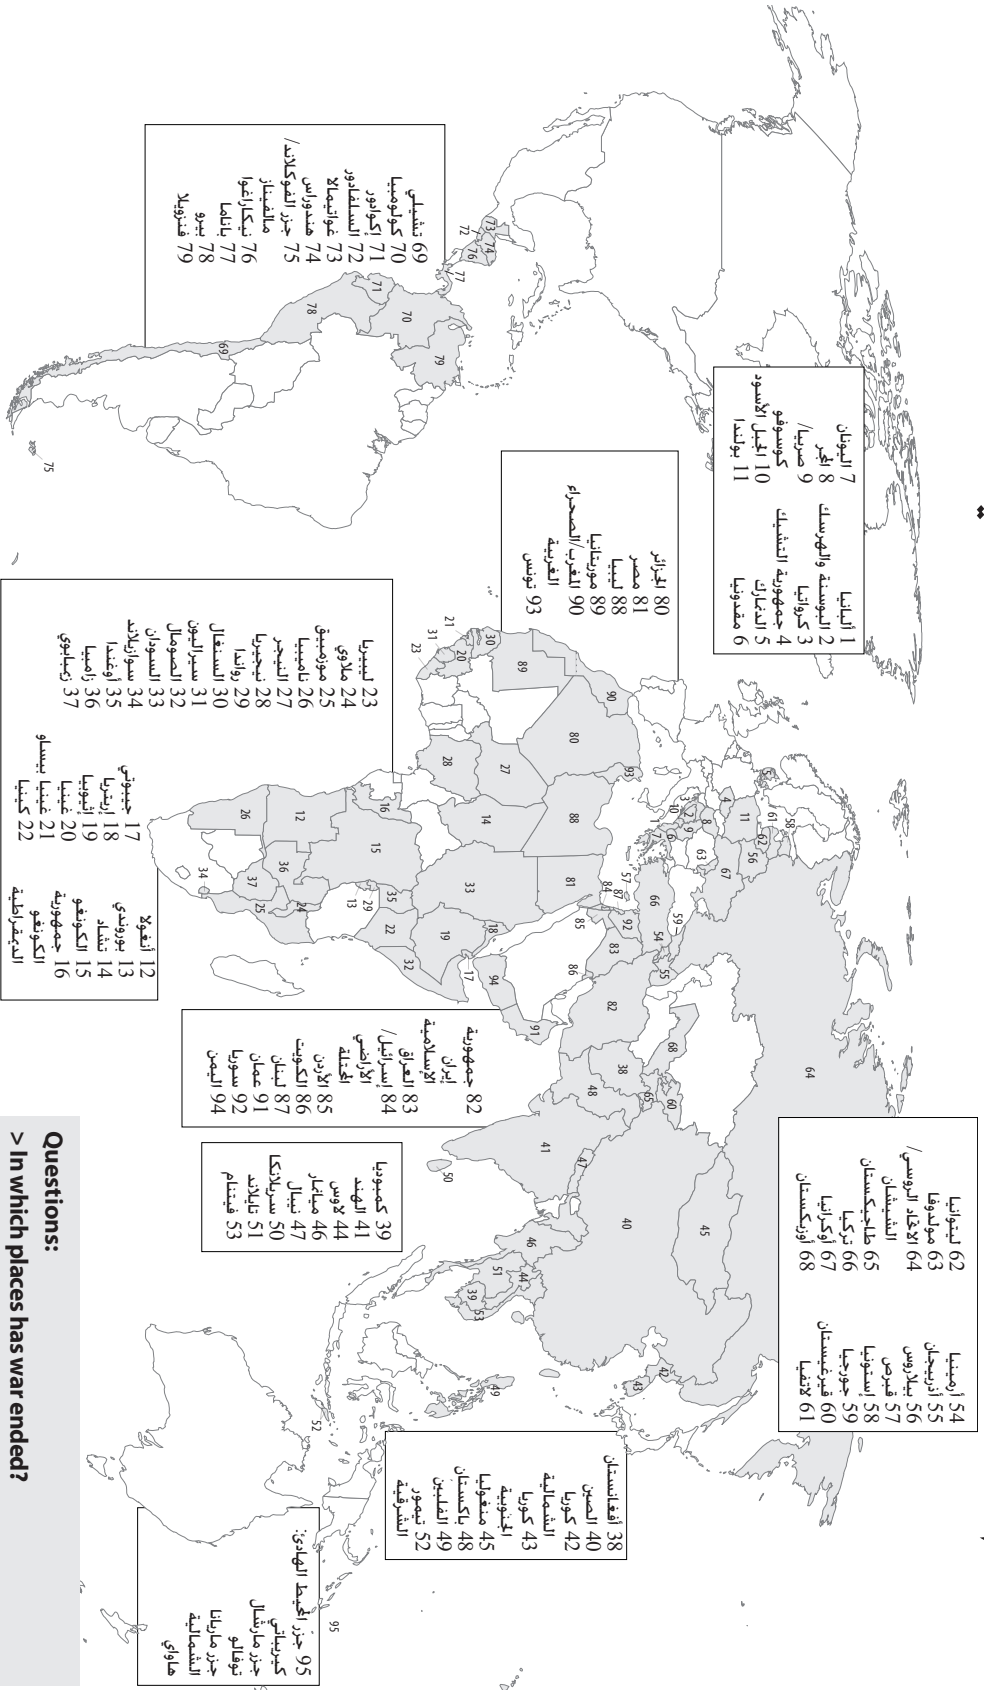 1 ألبانيا
2 البوسنة والهرسك
3 كرواتيا
4 جمهورية التشيك
5 الدنمارك
6 مقدونيا
7 اليونان
8 المجر
9 صربيا/
كوسوفو
10 الجبل الأسود
11 بولندا
12 أنغولا
13 بوروندي
14 تشاد
15 الكونغو
16 جمهورية
الكونغو
الديمقراطية
17 جيبوتي
18 إريتريا
19 إثيوبيا
20 غينيا
21 غينيا بيساو
22 كينيا
23 ليبيريا
24 ملاوي
25 موزمبيق
26 ناميبيا
27 النيجر
28 نيجيريا
29 رواندا
30 السنغال
31 سيراليون
32 الصومال
33 السودان
34 سوازيلاند
35 أوغندا
36 زامبيا
37 زيمبابوي
38 أفغانستان
40 الصين
42 كوريا
الشمالية
43 كوريا
الجنوبية
45 منغوليا
48 باكستان
49 الفلبين
52 تيمور
الشرقية
39 كمبوديا
41 الهند
44 لاوس
46 ميانمار
47 نيبال
50 سريلانكا
51 تايلاند
53 فيتنام
54 أرمينيا
55 أذربيجان
56 بيلاروس
57 قبرص
58 إستونيا
59 جورجيا
60 قيرغيستان
61 لاتفيا
62 ليتوانيا
63 مولدوفا
64 الاتحاد الروسي/
الشيشان
65 طاجيكستان
66 تركيا
67 أوكرانيا
68 أوزبكستان
69 تشيلي
70 كولومبيا
71 إكوادور
72 السلفادور
73 غواتيمالا
74 هندوراس
75 جزر الفوكلاند/
مالفيناز
76 نيكاراغوا
77 باناما
78 بيرو
79 فنزويلا
80 الجزائر
81 مصر
88 ليبيا
89 موريتانيا
90 المغرب/الصحراء
الغربية
93 تونس
82 جمهورية
إيران
الإسلامية
83 العراق
84 إسرائيل/
الأراضي
المحتلة
85 الأردن
86 الكويت
87 لبنان
91 عمان
92 سوريا
94 اليمن
95 جزر المحيط الهادئ:
كيريباتي
جزر مارشال
توفالو
جزر ماريانا
الشمالية
هاواي
Questions:
> In which places has war ended?